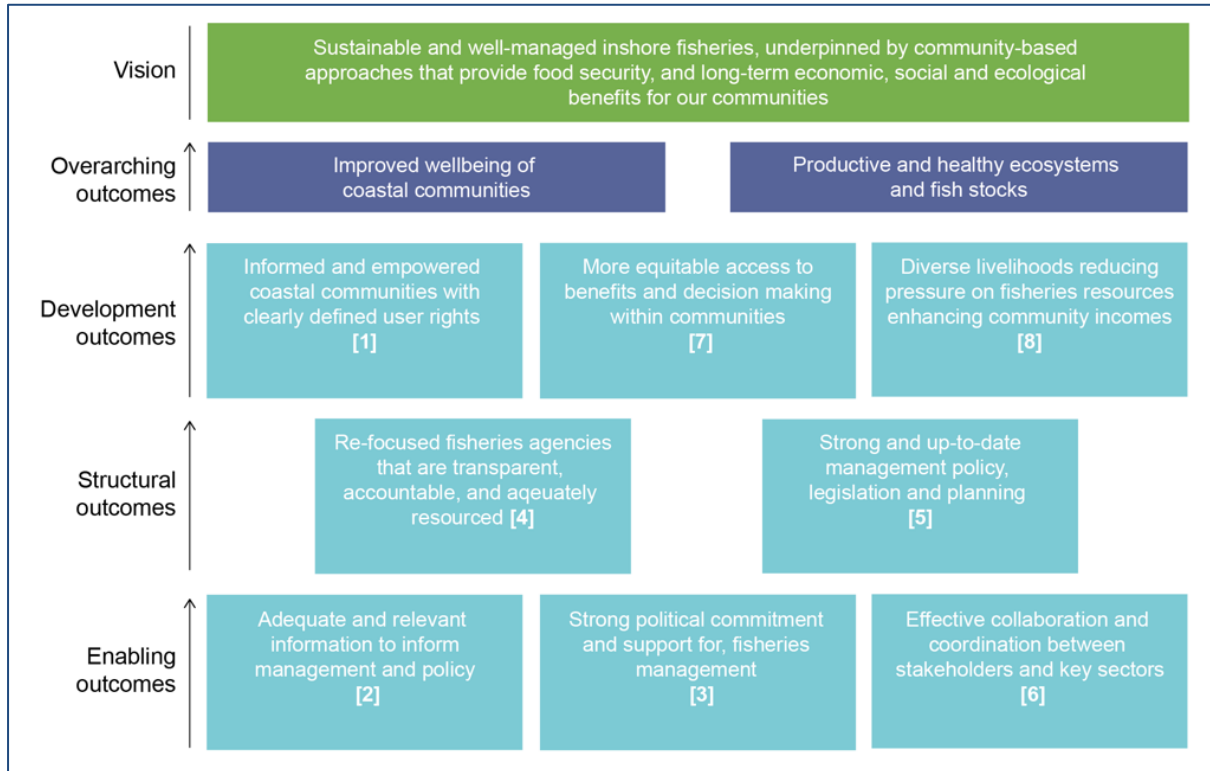 Vision
Sustainable and well-managed inshore fisheries, underpinned by community-based
approaches that provide food security, and long-term economic, social and ecological
benefits for our communities
Overarching
outcomes
Improved wellbeing of
coastal communities
Productive and healthy ecosystems
and fish stocks
Development
outcomes
Informed and empowered
coastal communities with
clearly defined user rights
[1]
More equitable access to
benefits and decision making
within communities
[7]
Diverse livelihoods reducing
pressure on fisheries resources
enhancing community incomes
[8]
Structural
outcomes
Re-focused fisheries agencies
that are transparent,
accountable, and aqeuately
resourced [4]
Strong and up-to-date
management policy,
legislation and planning
[5]
Enabling
outcomes
Adequate and relevant
information to inform
management and policy
[2]
Strong political commitment
and support for, fisheries
management
[3]
Effective collaboration and
coordination between
stakeholders and key sectors
[6]